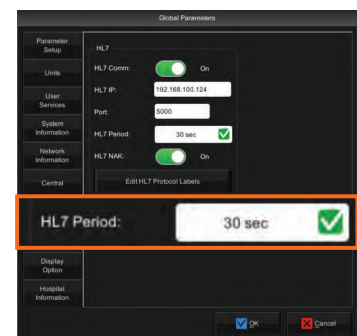 Global Parameters
Parameter
Setup
Units
User
Services
System
Information
Network
Information
Central
HL7
HL7 Comm: On
HL7 IP: 192.168.100.124
Port: 5000
HL7 Period: 30 sec
HL7 NAK: On
Edit HL7 Protocol Labels
HL7 Period: 30 sec
Display
Option
Hospital
Information
OK Cancel